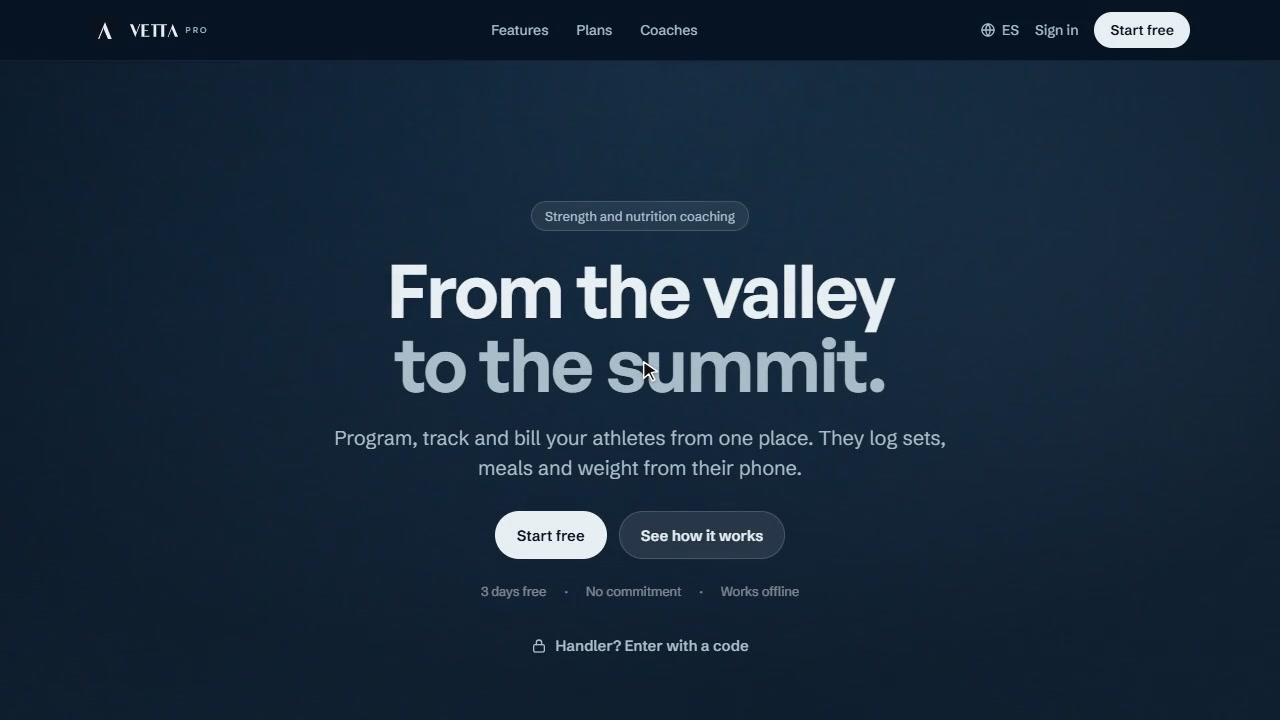 VETTA PRO
Features
Plans
Coaches
ES
Sign in
Start free
Strength and nutrition coaching
From the valley
to the summit.
Program, track and bill your athletes from one place. They log sets,
meals and weight from their phone.
Start free
See how it works
3 days free · No commitment · Works offline
Handler? Enter with a code